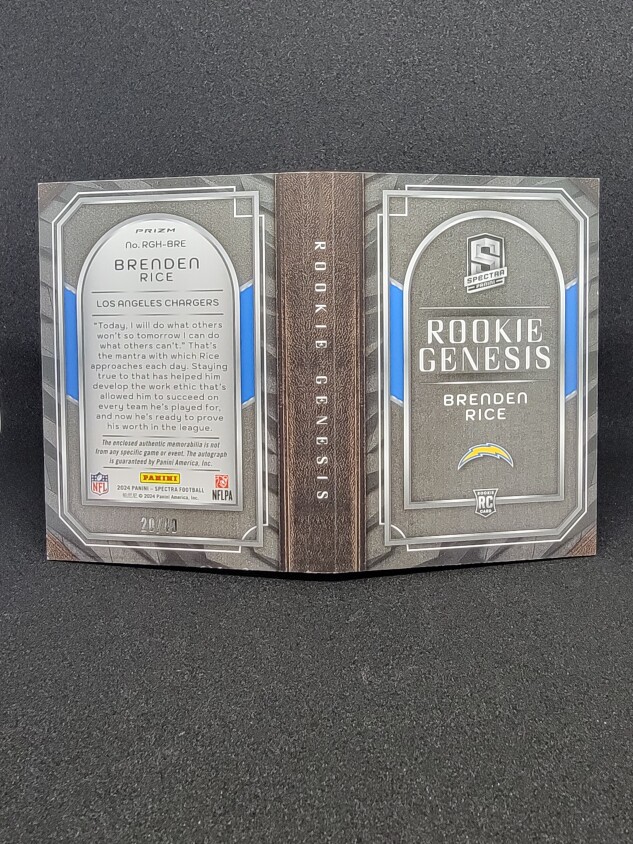 PRIZM
No. RGH-BRE
BRENDEN
RICE
LOS ANGELES CHARGERS
"Today, I will do what others
won't so tomorrow I can do
what others can't." That's
the mantra with which Rice
approaches each day. Staying
true to that has helped him
develop the work ethic that's
allowed him to succeed on
every team he's played for,
and now he's ready to prove
his worth in the league.
The enclosed authentic memorabilia is not
from any specific game or event. The autograph
is guaranteed by Panini America, Inc.
PANINI
NFL
2024 PANINI - SPECTRA FOOTBALL
© 2024 Panini America, Inc.
NFLPA
ROOKIE GENESIS
S
SPECTRA
PANINI
ROOKIE
GENESIS
BRENDEN
RICE
ROOKIE
RC
CARD